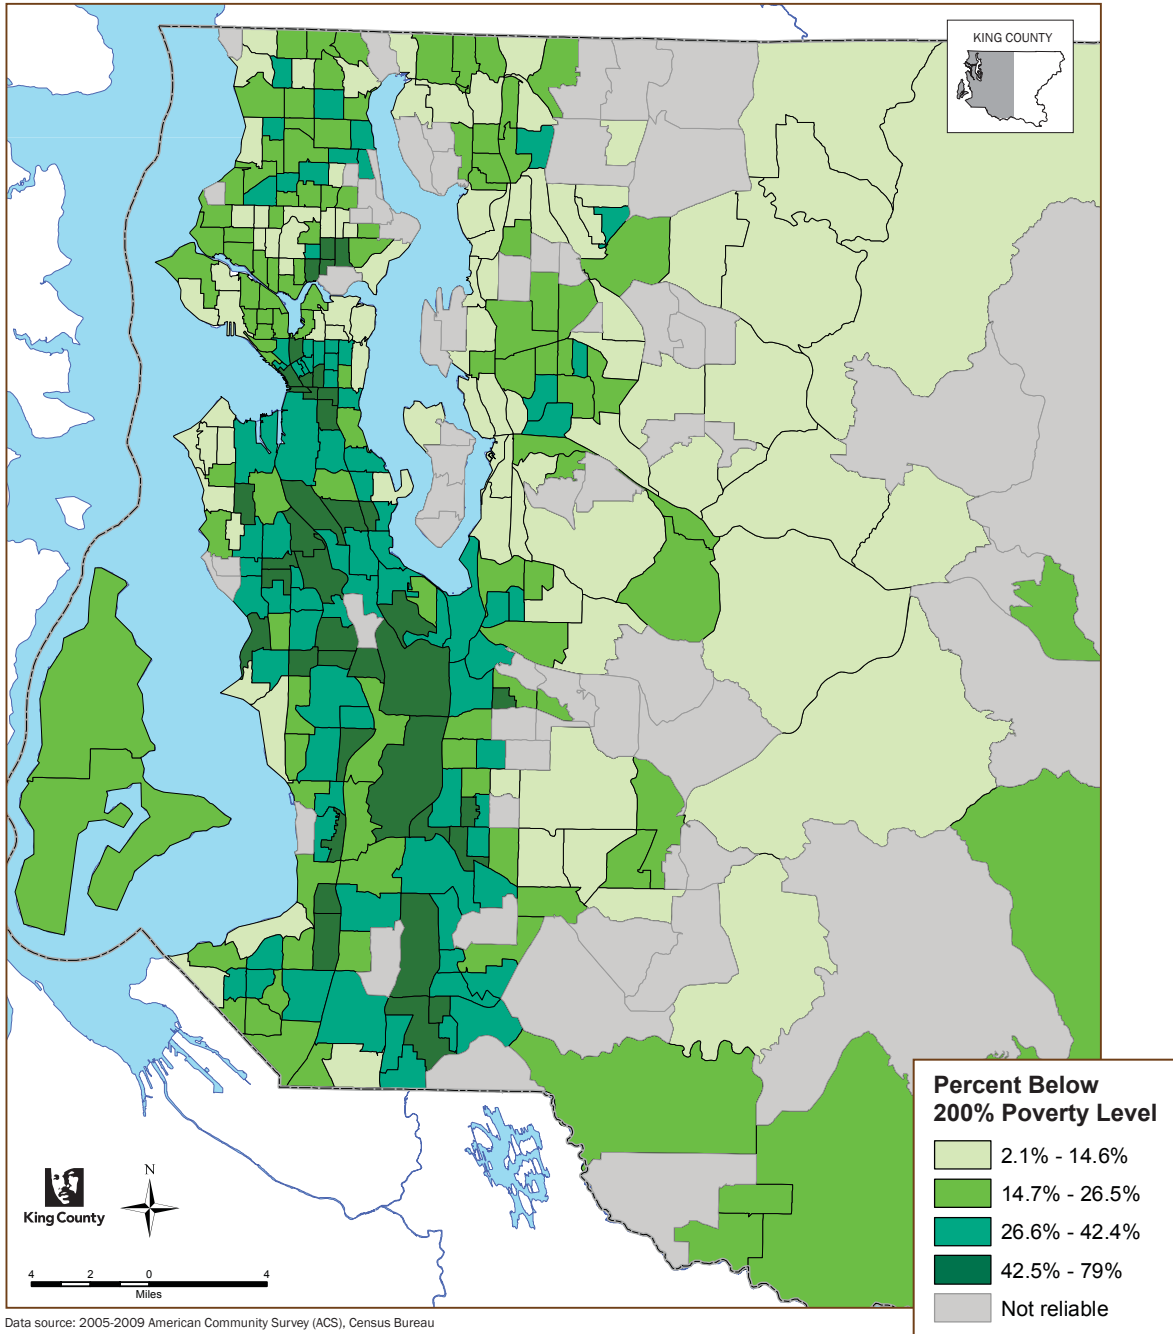 KING COUNTY
Percent Below
200% Poverty Level
2.1% - 14.6%
14.7% - 26.5%
26.6% - 42.4%
42.5% - 79%
Not reliable
N
King County
4 2 0 4
Miles
Data source: 2005-2009 American Community Survey (ACS), Census Bureau